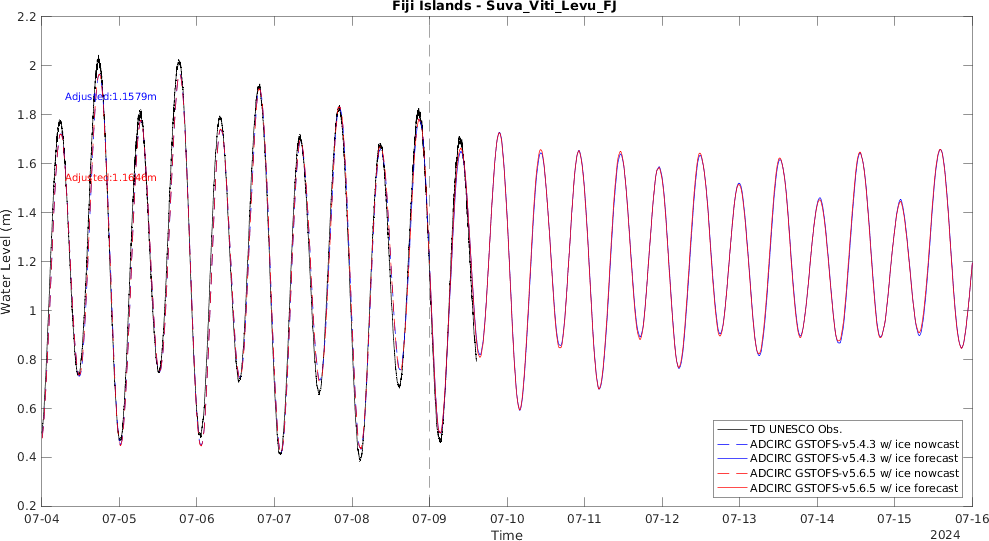 Fiji Islands - Suva_Viti_Levu_FJ
2.2
2
1.8
1.6
1.4
1.2
1
0.8
0.6
0.4
0.2
Water Level (m)
Adjusted:1.1579m
Adjusted:1.1646m
TD UNESCO Obs.
ADCIRC GSTOFS-v5.4.3 w/ ice nowcast
ADCIRC GSTOFS-v5.4.3 w/ ice forecast
ADCIRC GSTOFS-v5.6.5 w/ ice nowcast
ADCIRC GSTOFS-v5.6.5 w/ ice forecast
07-04 07-05 07-06 07-07 07-08 07-09 07-10 07-11 07-12 07-13 07-14 07-15 07-16
Time
2024